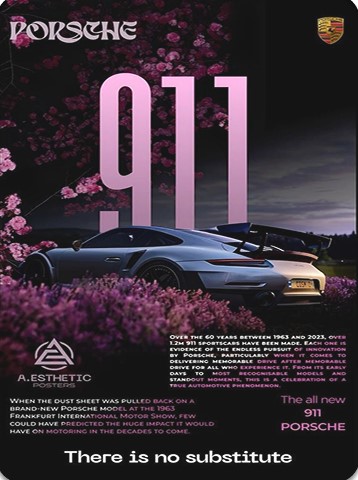 PORSCHE
911
Over the 60 years between 1963 and 2023, over
1.2m 911 sportscars have been made. Each one is
evidence of the endless pursuit of innovation
by Porsche, particularly when it comes to
delivering memorable drive after memorable
drive for all who experience it. From its early
days to most recognisable models and
standout moments, this is a celebration of a
true automotive phenomenon.
A.ESTHETIC
POSTERS
When the dust sheet was pulled back on a
brand-new Porsche model at the 1963
Frankfurt International Motor Show, few
could have predicted the huge impact it would
have on motoring in the decades to come.
The all new
911
PORSCHE
There is no substitute